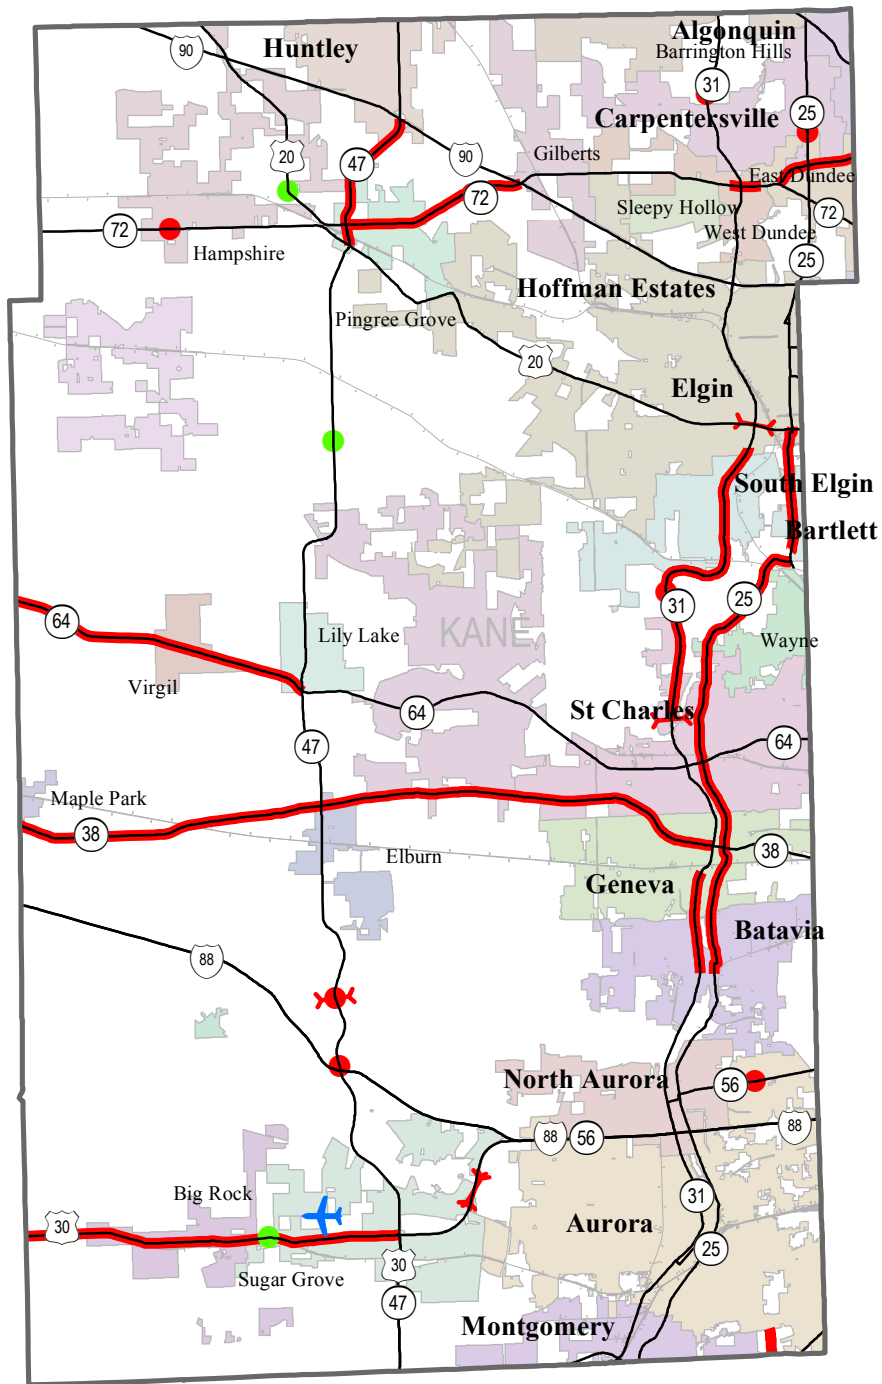 Algonquin
90
Huntley
Barrington Hills
31
25
Carpentersville
20
47
90
Gilberts
East Dundee
72
Sleepy Hollow
72
72
West Dundee
Hampshire
25
Hoffman Estates
Pingree Grove
20
Elgin
South Elgin
Bartlett
31
25
64
Lily Lake
KANE
Wayne
Virgil
64
St Charles
47
64
Maple Park
38
38
Elburn
Geneva
Batavia
88
North Aurora
56
88
56
88
Big Rock
31
30
Aurora
25
30
Sugar Grove
47
Montgomery